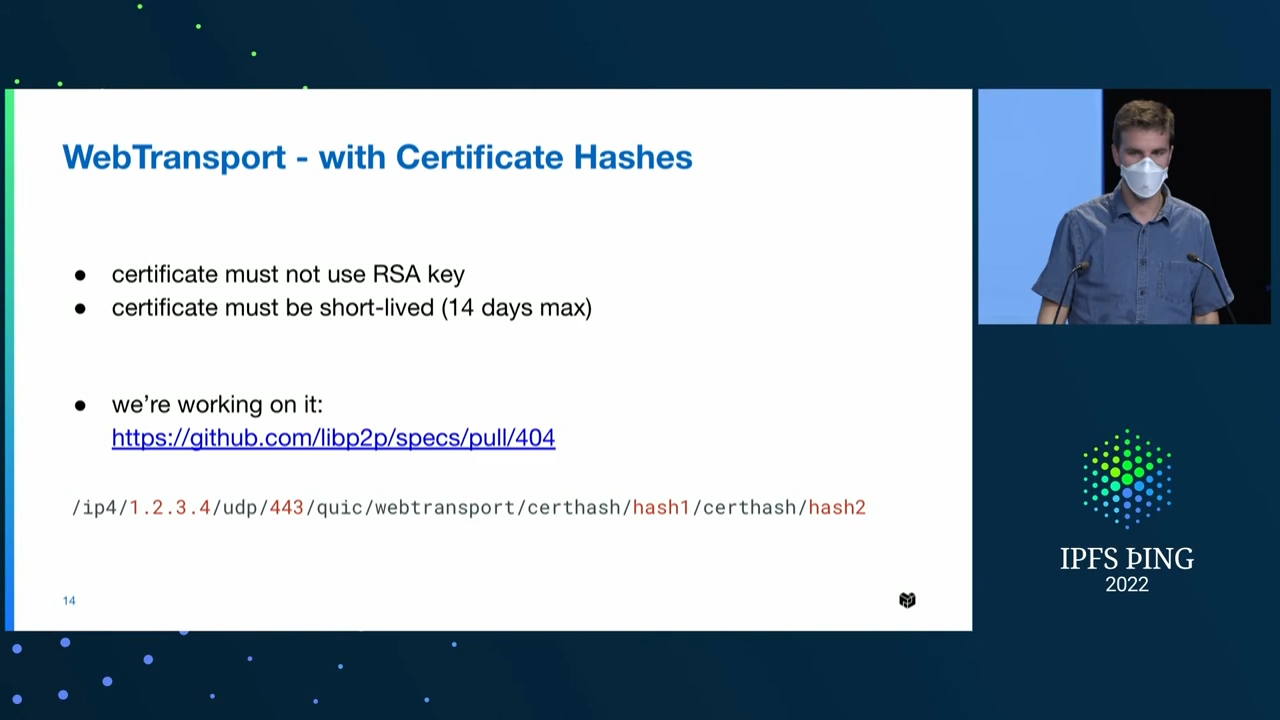 WebTransport - with Certificate Hashes
● certificate must not use RSA key
● certificate must be short-lived (14 days max)
● we’re working on it:
https://github.com/libp2p/specs/pull/404
/ip4/1.2.3.4/udp/443/quic/webtransport/certhash/hash1/certhash/hash2
14
IPFS ÞING
2022